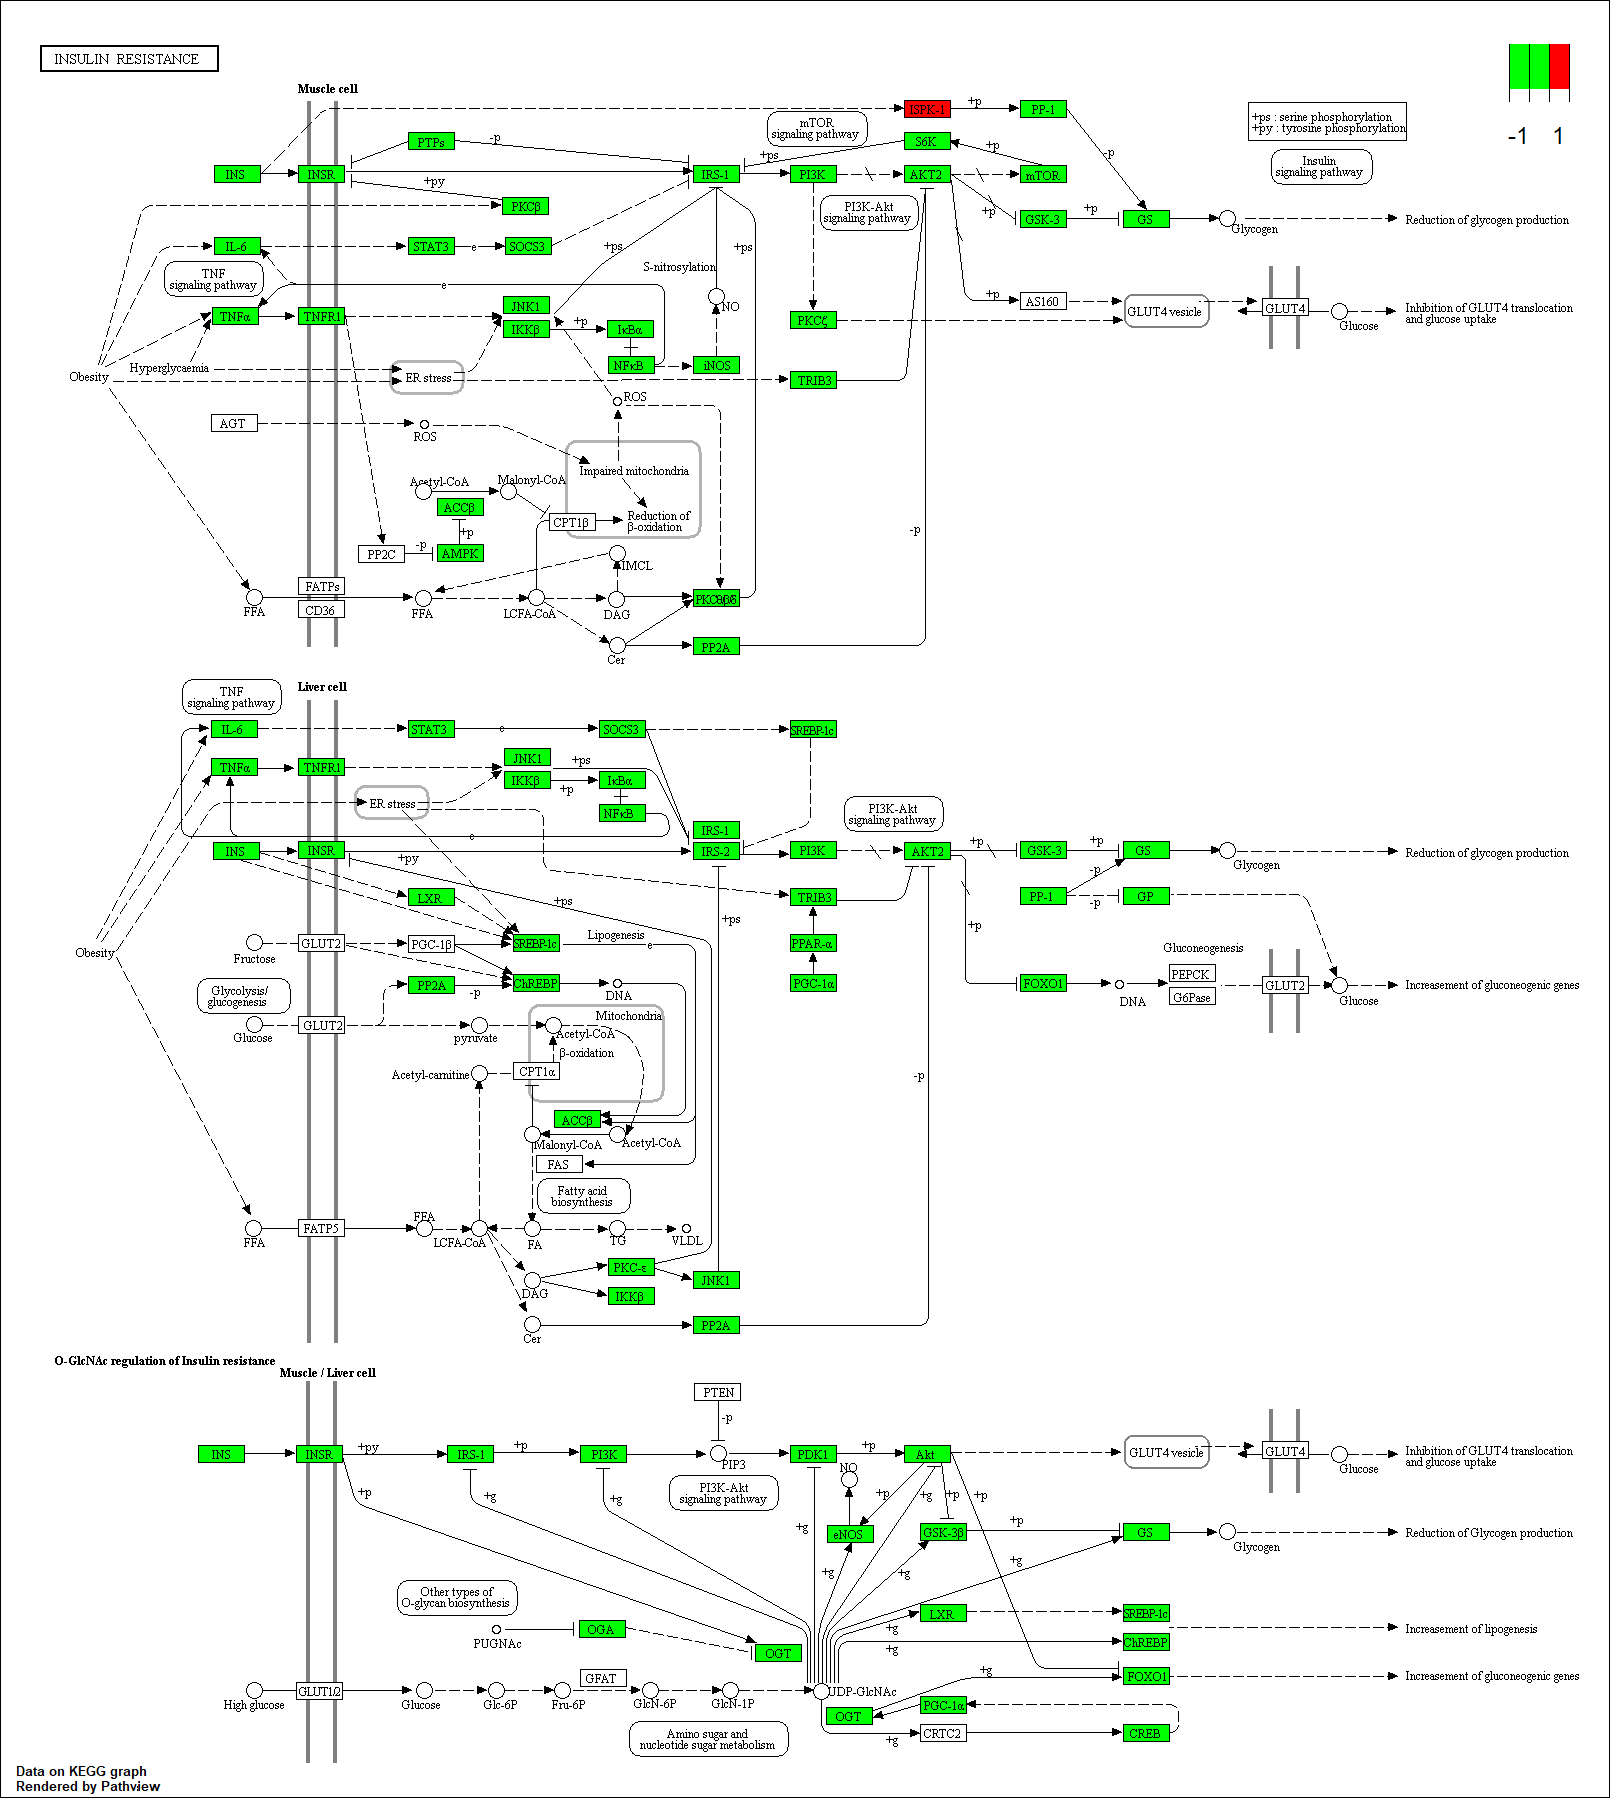 INSULIN RESISTANCE
-1 1
+ps : serine phosphorylation
+py : tyrosine phosphorylation
Insulin
signaling pathway
Muscle cell
mTOR
signaling pathway
ISPK-1
+p
PP-1
PTPs
-p
S6K
+ps
+p
-p
INS
INSR
IRS-1
PI3K
AKT2
mTOR
+py
PKCβ
PI3K-Akt
signaling pathway
+p
GSK-3
+p
GS
Glycogen
Reduction of glycogen production
IL-6
STAT3
e
SOCS3
+ps
+ps
TNF
signaling pathway
S-nitrosylation
e
NO
+p
AS160
GLUT4 vesicle
GLUT4
Glucose
Inhibition of GLUT4 translocation
and glucose uptake
TNFα
TNFR1
JNK1
IKKβ
+p
IκBα
PKCζ
NFκB
iNOS
Hyperglycaemia
Obesity
ER stress
TRIB3
ROS
AGT
ROS
Impaired mitochondria
Acetyl-CoA
Malonyl-CoA
ACCβ
CPT1β
Reduction of
β-oxidation
+p
-p
PP2C
-p
AMPK
IMCL
FATPs
CD36
FFA
FFA
LCFA-CoA
DAG
Cer
PP2A
TNF
signaling pathway
Liver cell
IL-6
STAT3
e
SOCS3
SREBP-1c
TNFα
TNFR1
JNK1
+ps
IKKβ
+p
IκBα
ER stress
NFκB
PI3K-Akt
signaling pathway
e
IRS-1
INS
INSR
+py
IRS-2
PI3K
AKT2
+p
GSK-3
+p
GS
Glycogen
Reduction of glycogen production
-p
LXR
+ps
TRIB3
PP-1
-p
GP
+ps
+p
GLUT2
Fructose
PGC-1β
SREBP-1c
Lipogenesis
e
PPAR-α
Obesity
Gluconeogenesis
PEPCK
G6Pase
Glycolysis/
glucogenesis
PP2A
-p
ChREBP
DNA
PGC-1α
FOXO1
DNA
GLUT2
Glucose
Increasement of gluconeogenic genes
Mitochondria
GLUT2
Glucose
pyruvate
Acetyl-CoA
β-oxidation
Acetyl-carnitine
CPT1α
-p
ACCβ
Malonyl-CoA
Acetyl-CoA
FAS
Fatty acid
biosynthesis
FFA
FATP5
FFA
LCFA-CoA
FA
TG
VLDL
PKC-ε
JNK1
DAG
IKKβ
PP2A
Cer
O-GlcNAc regulation of Insulin resistance
Muscle / Liver cell
PTEN
-p
INS
INSR
+py
IRS-1
+p
PI3K
PIP3
PDK1
+p
Akt
GLUT4 vesicle
GLUT4
Glucose
Inhibition of GLUT4 translocation
and glucose uptake
NO
PI3K-Akt
signaling pathway
+p
+g
+g
+p
+g
+p
+p
+g
eNOS
GSK-3β
+p
GS
Glycogen
Reduction of Glycogen production
+g
+g
+g
Other types of
O-glycan biosynthesis
LXR
SREBP-1c
+g
Increasement of lipogenesis
PUGNAc
OGA
OGT
+g
ChREBP
+g
FOXO1
Increasement of gluconeogenic genes
High glucose
GLUT1/2
Glucose
Glc-6P
Fru-6P
GFAT
GlcN-6P
GlcN-1P
UDP-GlcNAc
OGT
PGC-1α
Amino sugar and
nucleotide sugar metabolism
+g
CRTC2
CREB
Data on KEGG graph
Rendered by Pathview